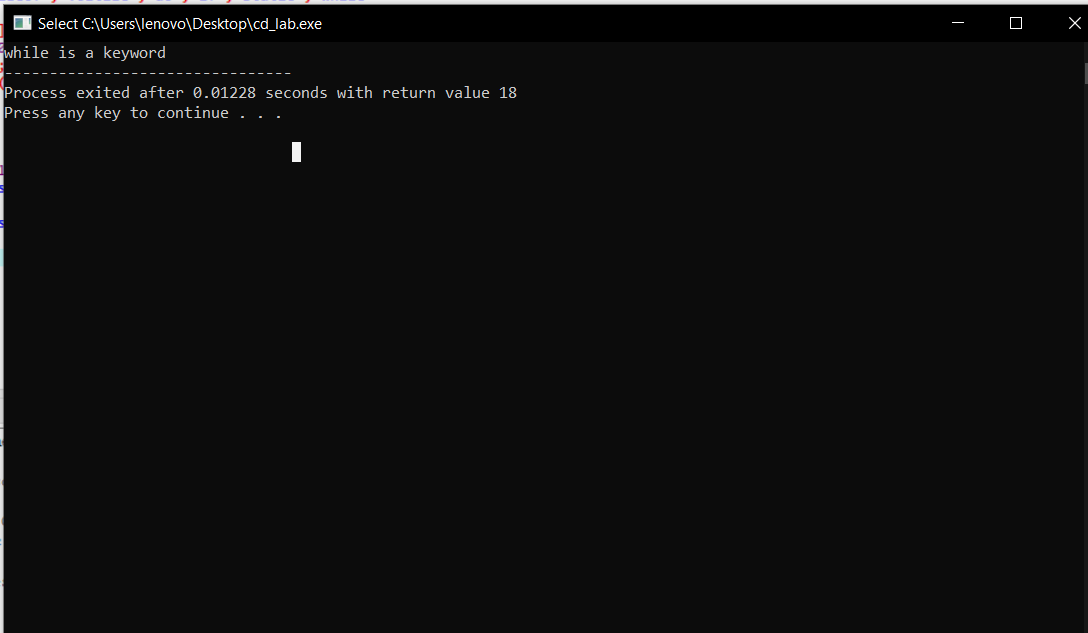 Select C:\Users\lenovo\Desktop\cd_lab.exe
while is a keyword
--------------------------------
Process exited after 0.01228 seconds with return value 18
Press any key to continue . . .